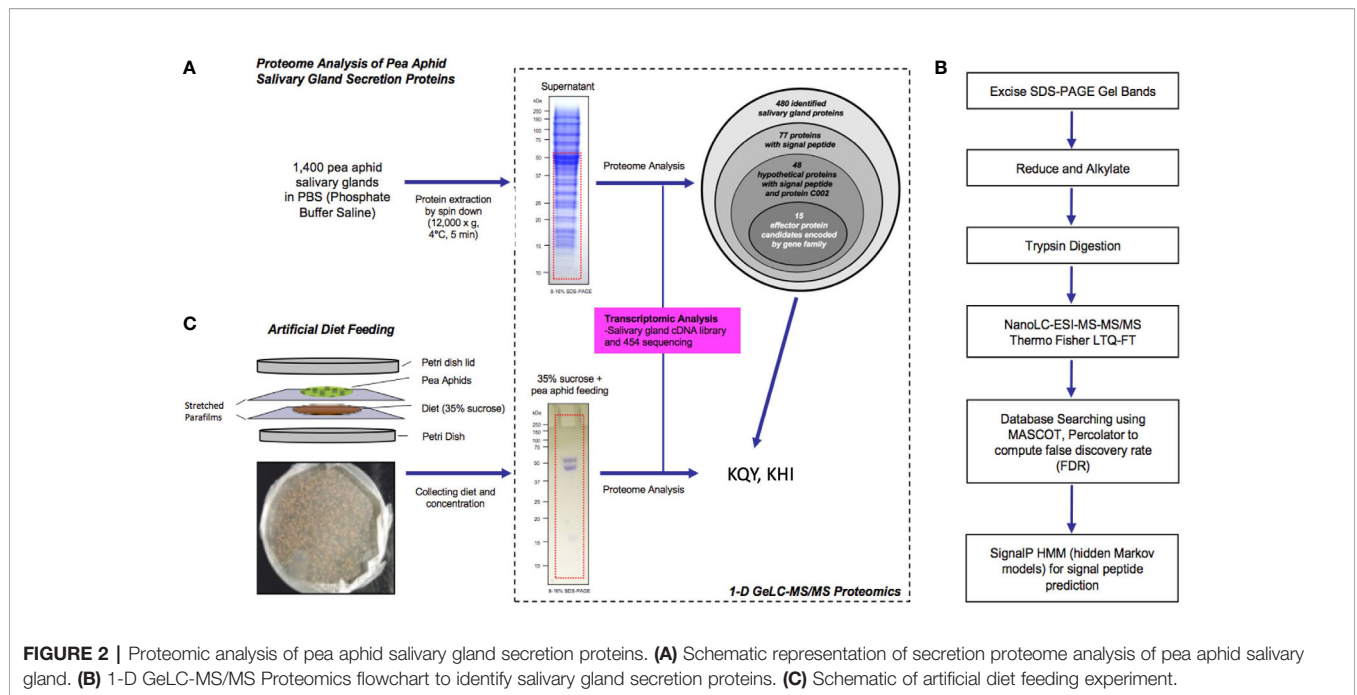 A
Proteome Analysis of Pea Aphid
Salivary Gland Secretion Proteins
1,400 pea aphid
salivary glands
in PBS (Phosphate
Buffer Saline)
Protein extraction
by spin down
(12,000 x g,
4°C, 5 min)
Supernatant
kDa
250
150
100
75
50
37
25
20
15
10
8-16% SDS-PAGE
Proteome Analysis
480 identified
salivary gland proteins
77 proteins
with signal peptide
48
hypothetical proteins
with signal peptide
and protein C002
15
effector protein
candidates encoded
by gene family
Transcriptomic Analysis
-Salivary gland cDNA library
and 454 sequencing
C
Artificial Diet Feeding
Petri dish lid
Pea Aphids
Stretched
Parafilms
Diet (35% sucrose)
Petri Dish
Collecting diet and
concentration
35% sucrose +
pea aphid feeding
kDa
250
150
100
75
50
37
25
20
15
10
8-16% SDS-PAGE
Proteome Analysis
KQY, KHI
1-D GeLC-MS/MS Proteomics
B
Excise SDS-PAGE Gel Bands
Reduce and Alkylate
Trypsin Digestion
NanoLC-ESI-MS-MS/MS
Thermo Fisher LTQ-FT
Database Searching using
MASCOT, Percolator to
compute false discovery rate
(FDR)
SignalP HMM (hidden Markov
models) for signal peptide
prediction
FIGURE 2 | Proteomic analysis of pea aphid salivary gland secretion proteins. (A) Schematic representation of secretion proteome analysis of pea aphid salivary
gland. (B) 1-D GeLC-MS/MS Proteomics flowchart to identify salivary gland secretion proteins. (C) Schematic of artificial diet feeding experiment.